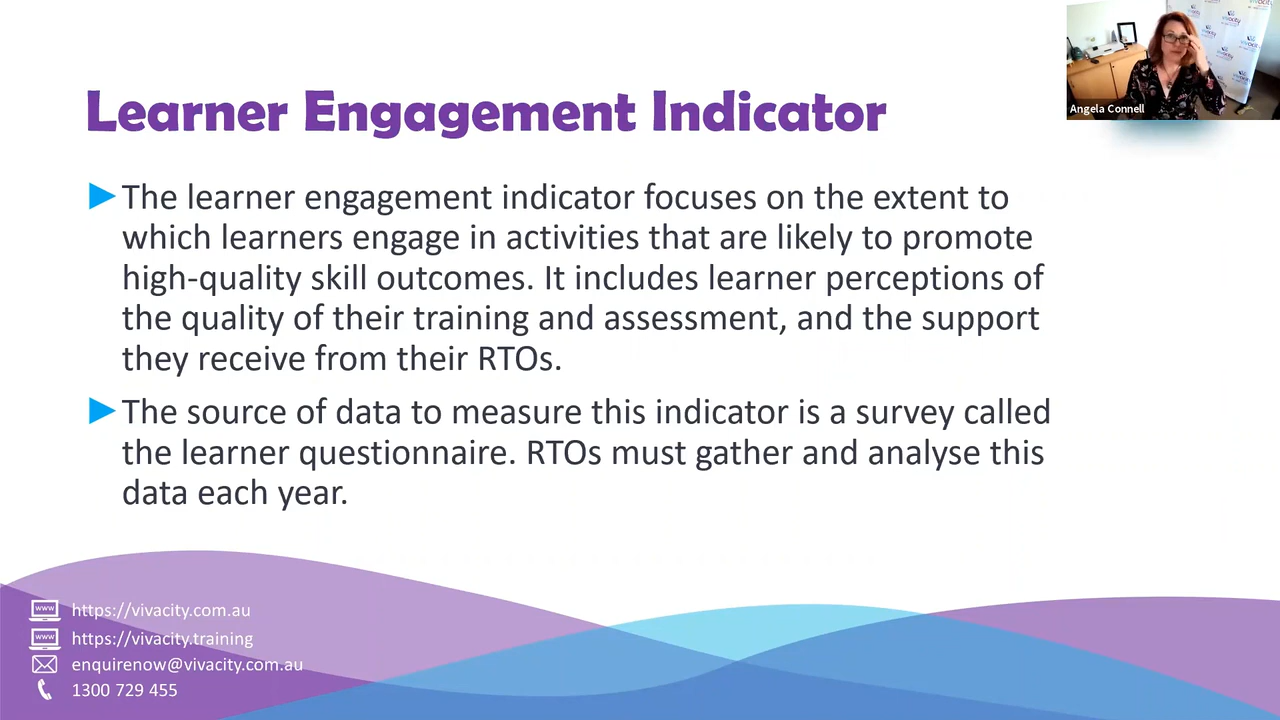 Learner Engagement Indicator
The learner engagement indicator focuses on the extent to
which learners engage in activities that are likely to promote
high-quality skill outcomes. It includes learner perceptions of
the quality of their training and assessment, and the support
they receive from their RTOs.
The source of data to measure this indicator is a survey called
the learner questionnaire. RTOs must gather and analyse this
data each year.
www https://vivacity.com.au
www https://vivacity.training
enquirenow@vivacity.com.au
1300 729 455
vivacity
Angela Connell